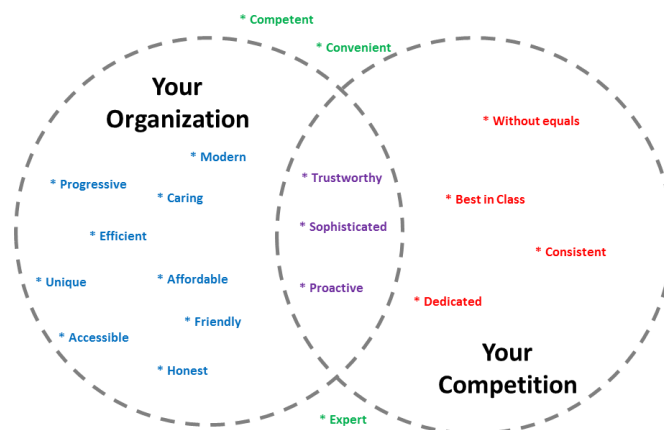 * Competent
* Convenient
Your
Organization
* Modern
* Progressive
* Caring
* Efficient
* Unique
* Affordable
* Friendly
* Accessible
* Honest
* Trustworthy
* Sophisticated
* Proactive
* Without equals
* Best in Class
* Consistent
* Dedicated
Your
Competition
* Expert